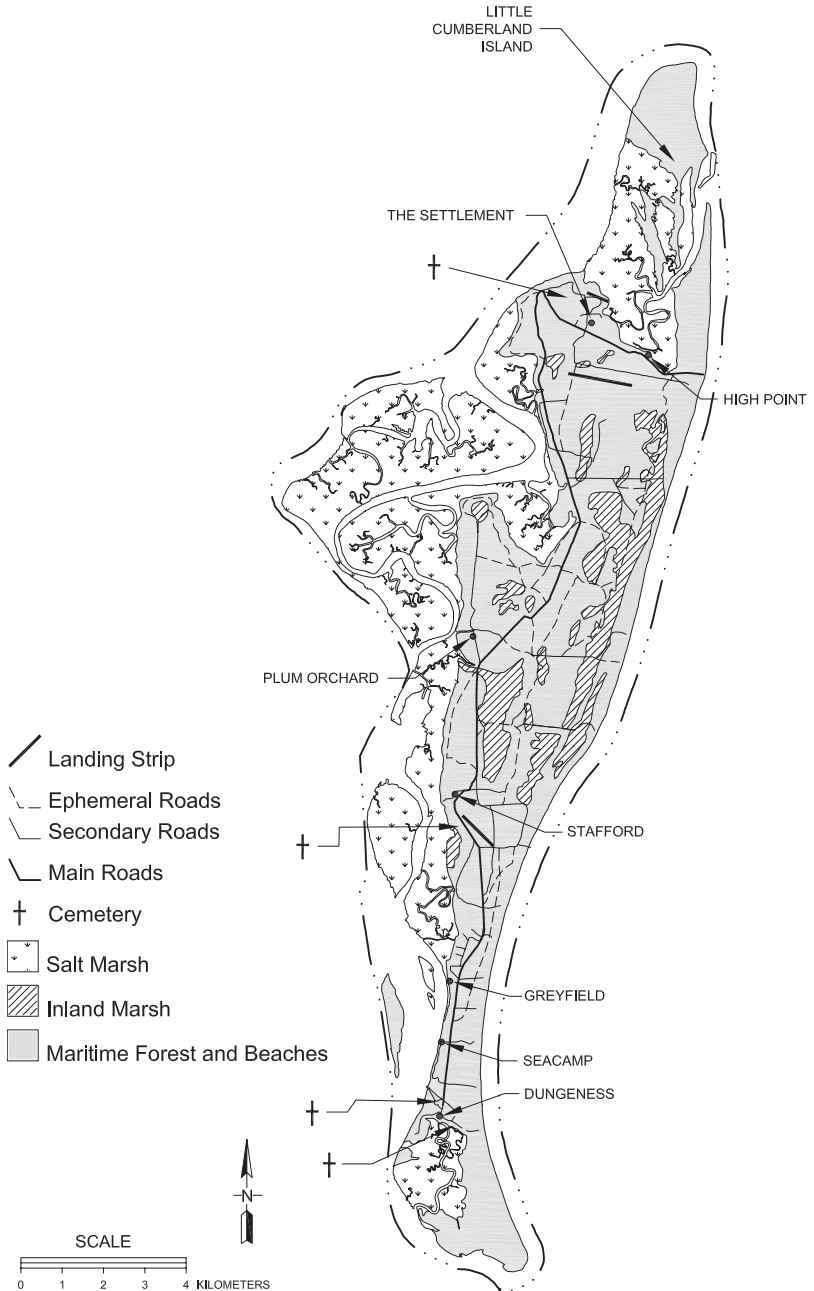 LITTLE
CUMBERLAND
ISLAND
THE SETTLEMENT
HIGH POINT
PLUM ORCHARD
Landing Strip
Ephemeral Roads
Secondary Roads
STAFFORD
Main Roads
Cemetery
Salt Marsh
Inland Marsh
GREYFIELD
Maritime Forest and Beaches
SEACAMP
DUNGENESS
N
SCALE
0 1 2 3 4 KILOMETERS